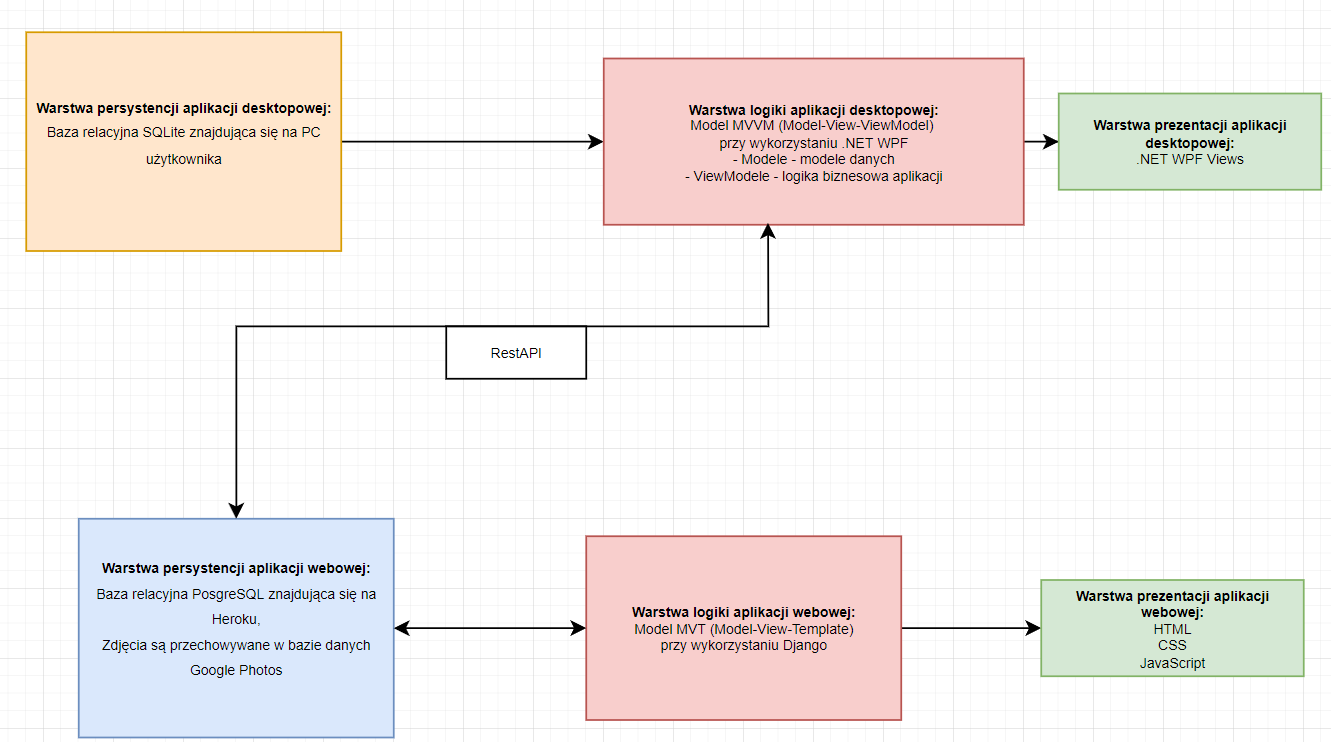 Warstwa persystencji aplikacji desktopowej:
Baza relacyjna SQLite znajdująca się na PC
użytkownika
Warstwa logiki aplikacji desktopowej:
Model MVVM (Model-View-ViewModel)
przy wykorzystaniu .NET WPF
- Modele - modele danych
- ViewModele - logika biznesowa aplikacji
Warstwa prezentacji aplikacji
desktopowej:
.NET WPF Views
RestAPI
Warstwa persystencji aplikacji webowej:
Baza relacyjna PosgreSQL znajdująca się na
Heroku,
Zdjęcia są przechowywane w bazie danych
Google Photos
Warstwa logiki aplikacji webowej:
Model MVT (Model-View-Template)
przy wykorzystaniu Django
Warstwa prezentacji aplikacji
webowej:
HTML
CSS
JavaScript